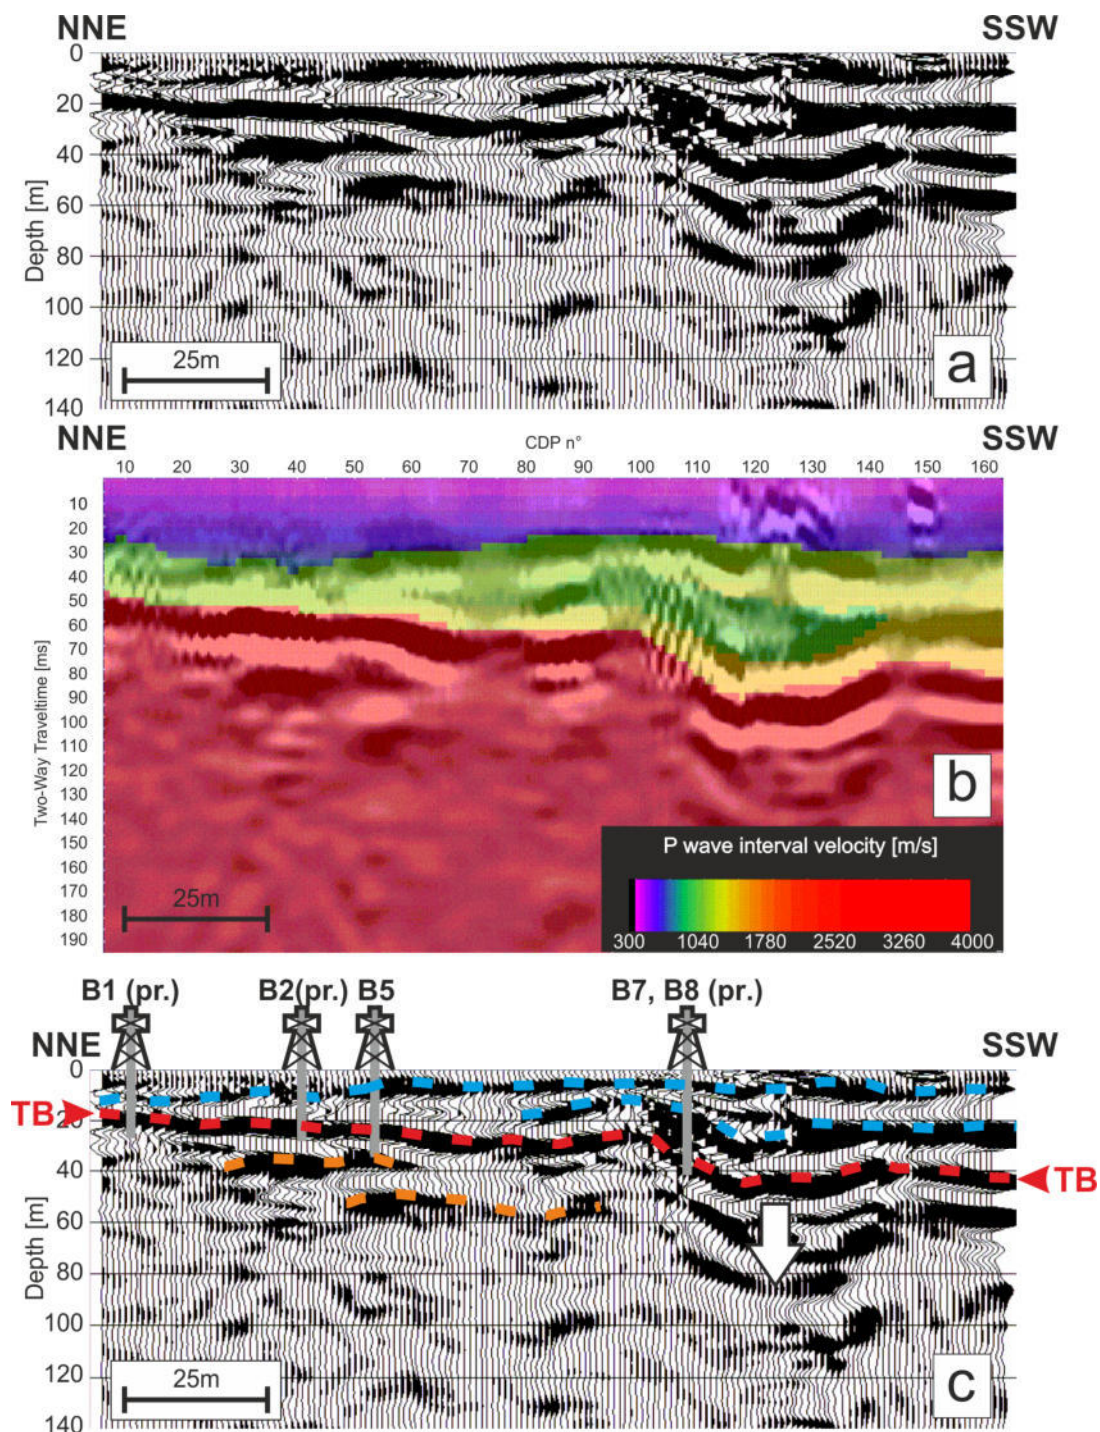 NNE SSW
0
20
40
60
80
100
120
140
Depth [m]
25m
a
NNE SSW
CDP n°
10 20 30 40 50 60 70 80 90 100 110 120 130 140 150 160
10
20
30
40
50
60
70
80
90
100
110
120
130
140
150
160
170
180
190
Two-Way Traveltime [ms]
25m
b
P wave interval velocity [m/s]
300 1040 1780 2520 3260 4000
B1 (pr.) B2(pr.) B5 B7, B8 (pr.)
NNE SSW
0
20
40
60
80
100
120
140
Depth [m]
TB
TB
25m
c